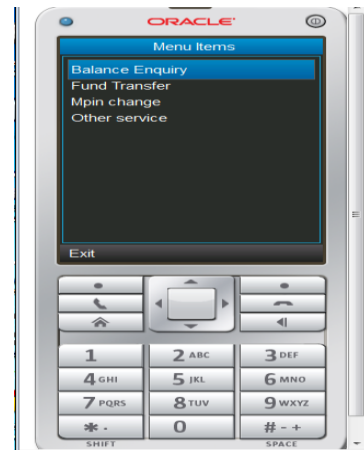 ORACLE
Menu Items
Balance Enquiry
Fund Transfer
Mpin change
Other service
Exit
1 2 ABC 3 DEF
4 GHI 5 JKL 6 MNO
7 PQRS 8 TUV 9 WXYZ
* . 0 # - +
SHIFT SPACE